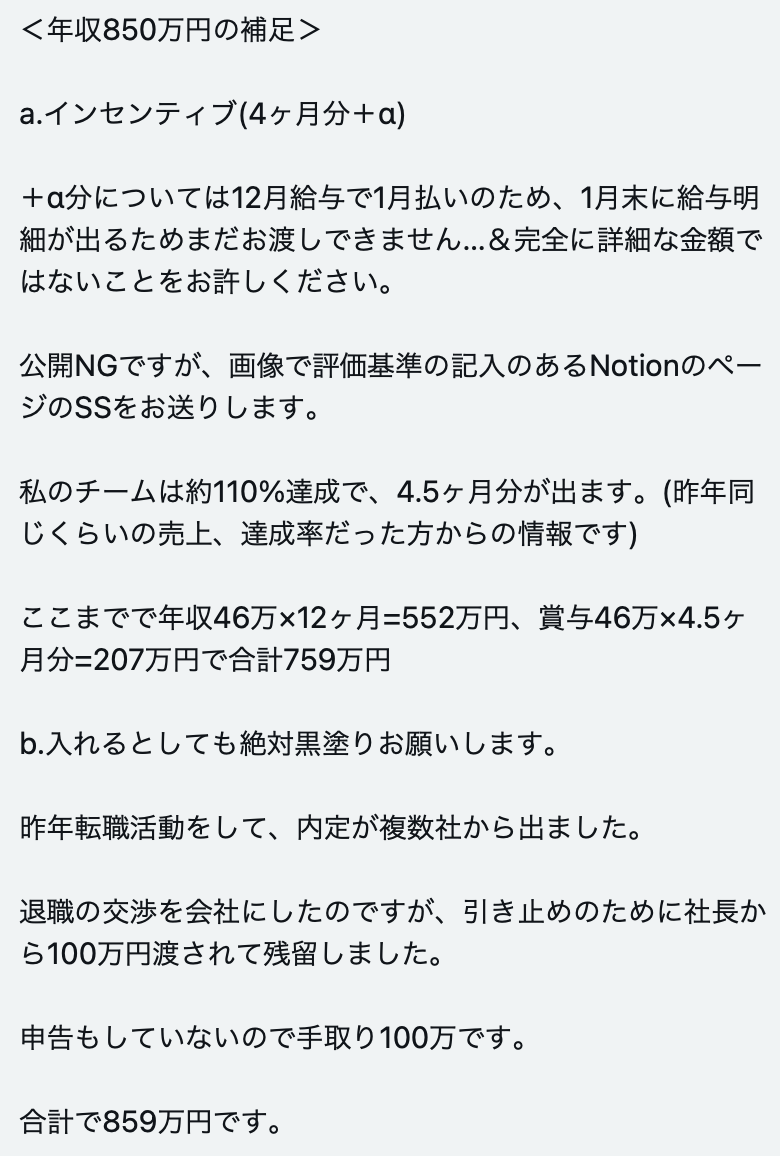 ＜年収850万円の補足＞
a.インセンティブ(4ヶ月分＋α)
＋α分については12月給与で1月払いのため、1月末に給与明
細が出るためまだお渡しできません...＆完全に詳細な金額で
はないことをお許しください。
公開NGですが、画像で評価基準の記入のあるNotionのペー
ジのSSをお送りします。
私のチームは約110%達成で、4.5ヶ月分が出ます。(昨年同
じくらいの売上、達成率だった方からの情報です)
ここまでで年収46万×12ヶ月=552万円、賞与46万×4.5ヶ
月分=207万円で合計759万円
b.入れるとしても絶対黒塗りお願いします。
昨年転職活動をして、内定が複数社から出ました。
退職の交渉を会社にしたのですが、引き止めのために社長か
ら100万円渡されて残留しました。
申告もしていないので手取り100万です。
合計で859万円です。